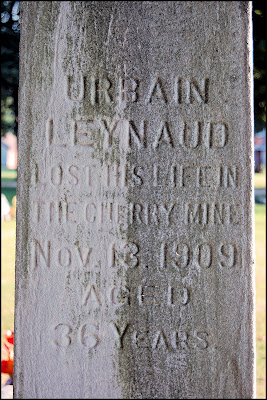 URBAIN
LEYNAUD
LOST HIS LIFE IN
THE CHERRY MINE
NOV. 13. 1909
AGED
36 YEARS.